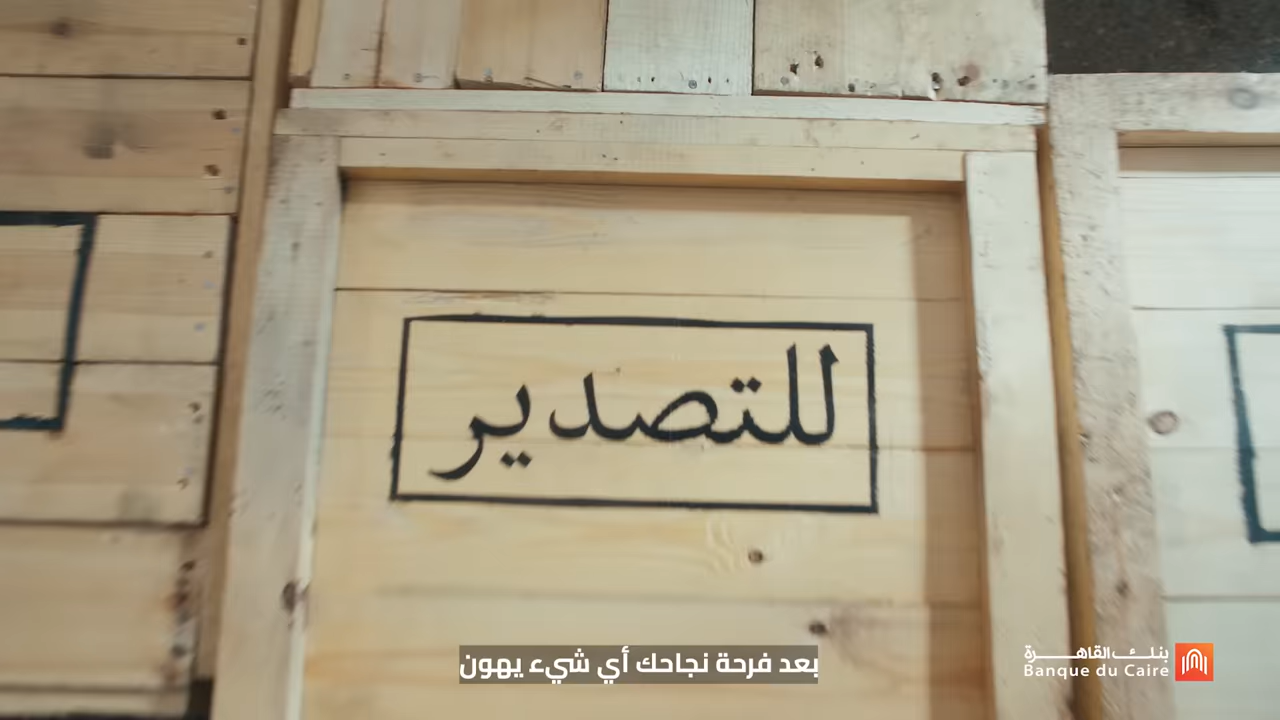 للتصدير
بعد فرحة نجاحك أي شيء يهون
بنك القاهرة
Banque du Caire